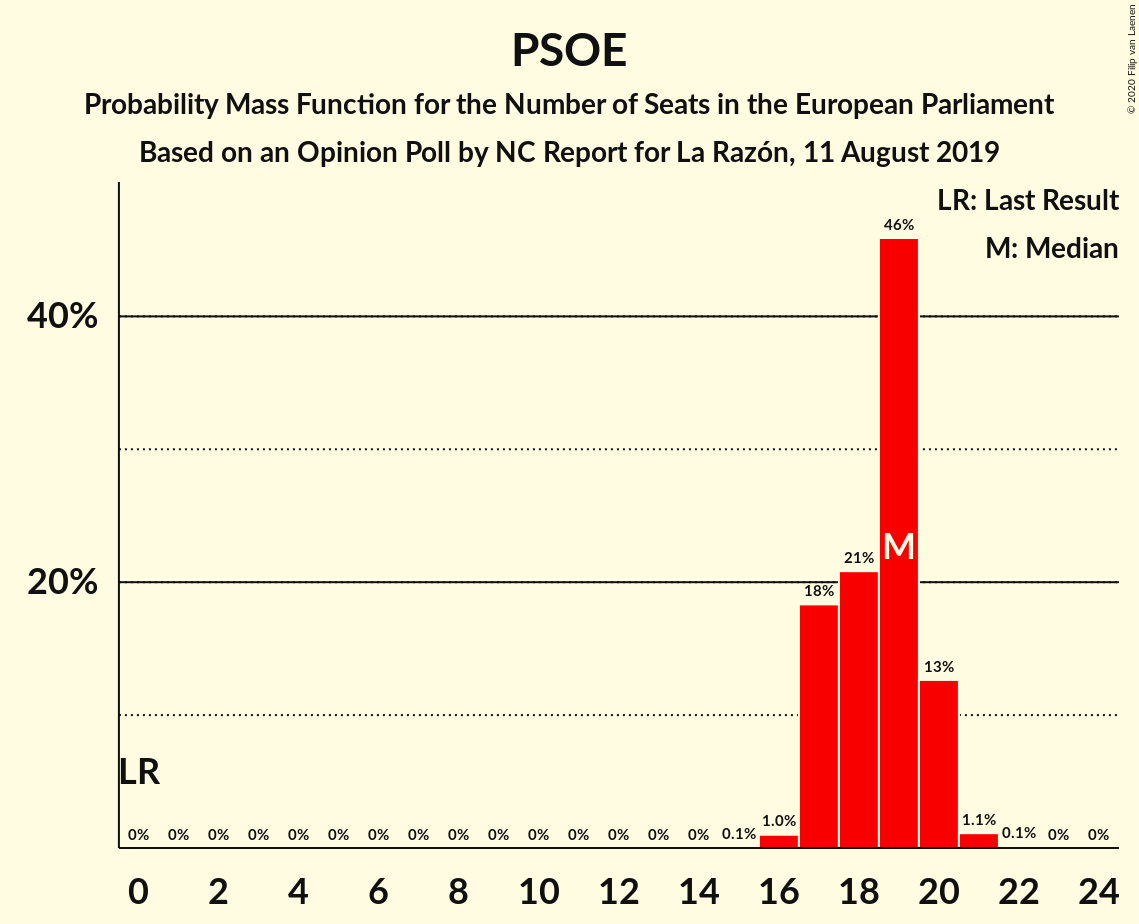 PSOE
Probability Mass Function for the Number of Seats in the European Parliament
Based on an Opinion Poll by NC Report for La Razón, 11 August 2019
© 2020 Filip van Laenen
LR: Last Result
M: Median
46%
40%
21%
M
20%
18%
13%
LR
0% 0% 0% 0% 0% 0% 0% 0% 0% 0% 0% 0% 0% 0% 0% 0.1% 1.0% 1.1% 0.1% 0% 0%
0 2 4 6 8 10 12 14 16 18 20 22 24